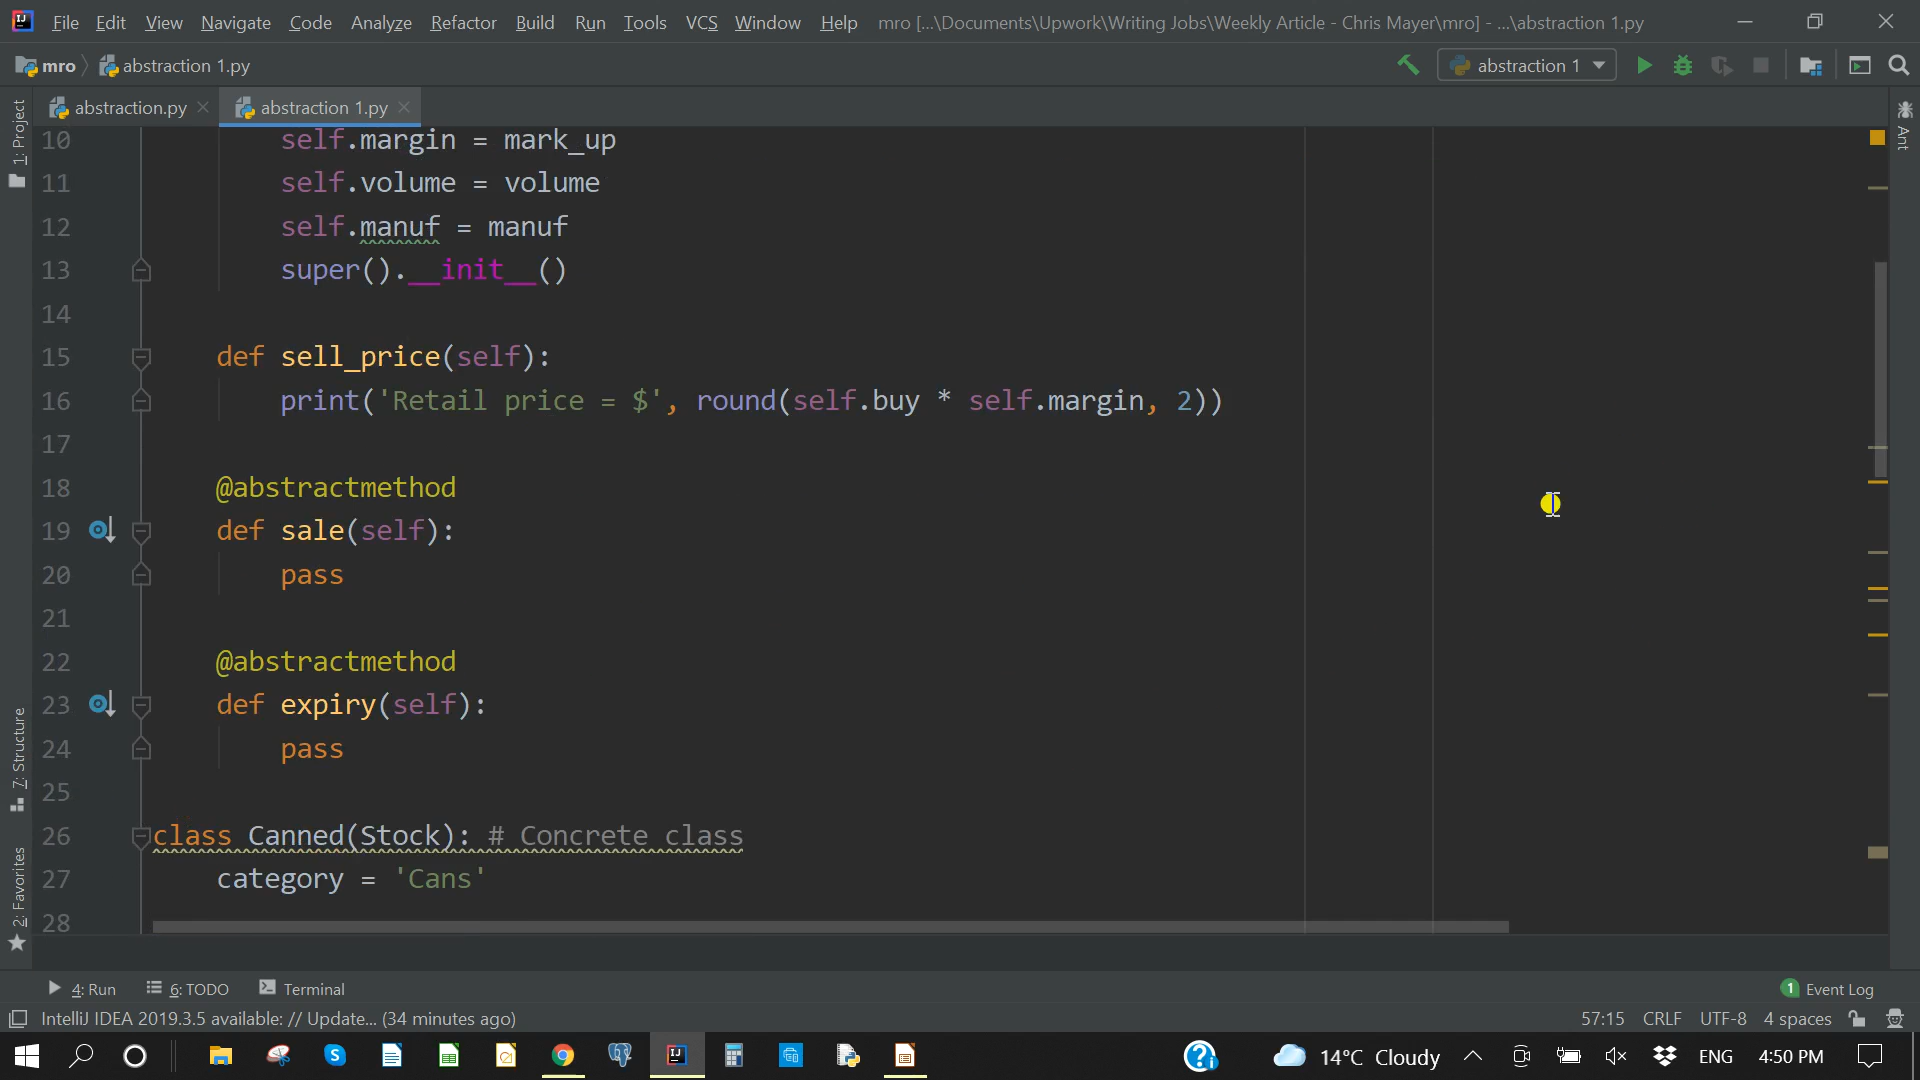 File Edit View Navigate Code Analyze Refactor Build Run Tools VCS Window Help mro [...\Documents\Upwork\Writing Jobs\Weekly Article - Chris Mayer\mro] - ...\abstraction 1.py
mro abstraction 1.py abstraction 1
abstraction.py abstraction 1.py
1: Project
Ant
10 self.margin = mark_up
11 self.volume = volume
12 self.manuf = manuf
13 super().__init__()
14
15 def sell_price(self):
16 print('Retail price = $', round(self.buy * self.margin, 2))
17
18 @abstractmethod
19 def sale(self):
20 pass
21
22 @abstractmethod
23 def expiry(self):
24 pass
25
26 class Canned(Stock): # Concrete class
27 category = 'Cans'
28
7: Structure
2: Favorites
4: Run 6: TODO Terminal 1 Event Log
IntelliJ IDEA 2019.3.5 available: // Update... (34 minutes ago) 57:15 CRLF UTF-8 4 spaces
14°C Cloudy ENG 4:50 PM